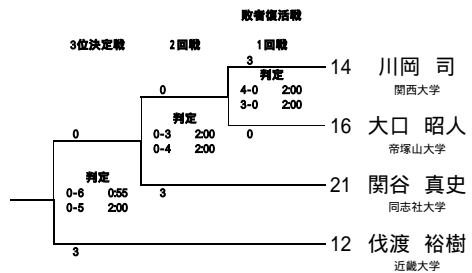 敗者復活戦
3位決定戦 2回戦 1回戦
3
判定
4-0 2:00
3-0 2:00
0
14 川岡 司
関西大学
16 大口 昭人
帝塚山大学
0
判定
0-3 2:00
0-4 2:00
3
21 関谷 真史
同志社大学
0
判定
0-6 0:55
0-5 2:00
3
12 伐渡 裕樹
近畿大学